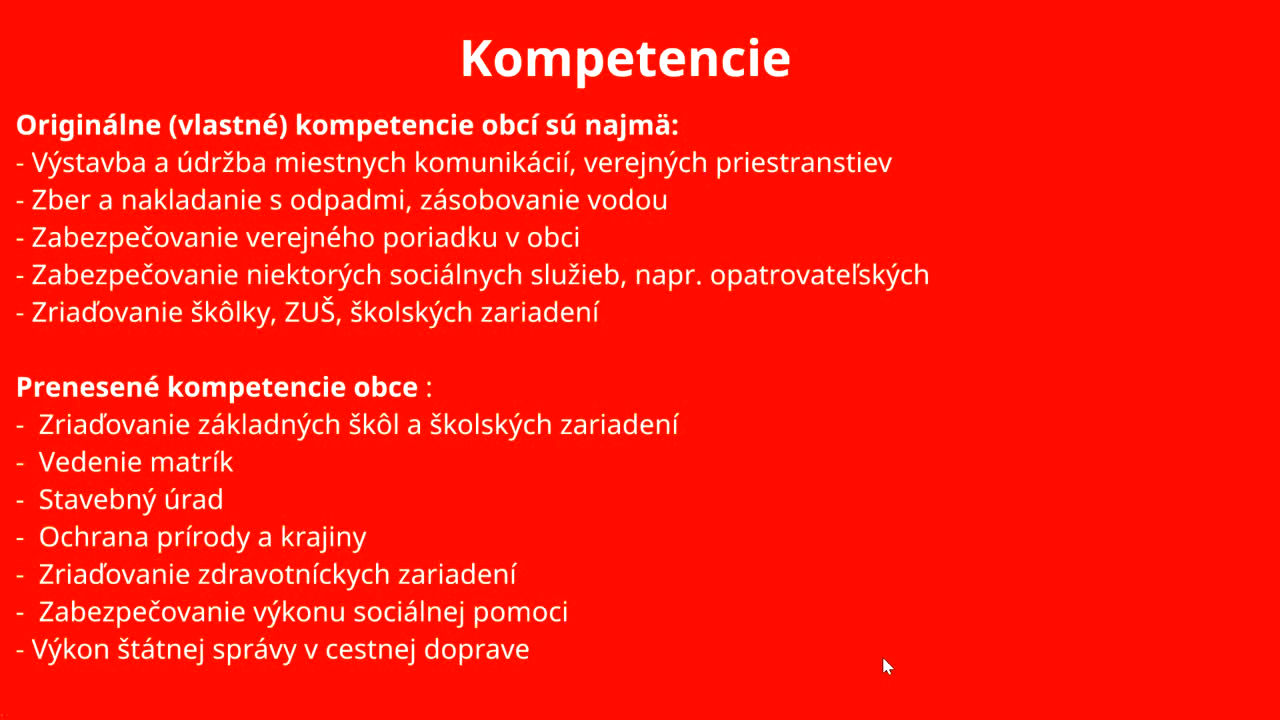 Kompetencie
Originálne (vlastné) kompetencie obcí sú najmä:
- Výstavba a údržba miestnych komunikácií, verejných priestranstiev
- Zber a nakladanie s odpadmi, zásobovanie vodou
- Zabezpečovanie verejného poriadku v obci
- Zabezpečovanie niektorých sociálnych služieb, napr. opatrovateľských
- Zriaďovanie škôlky, ZUŠ, školských zariadení
Prenesené kompetencie obce :
- Zriaďovanie základných škôl a školských zariadení
- Vedenie matrík
- Stavebný úrad
- Ochrana prírody a krajiny
- Zriaďovanie zdravotníckych zariadení
- Zabezpečovanie výkonu sociálnej pomoci
- Výkon štátnej správy v cestnej doprave